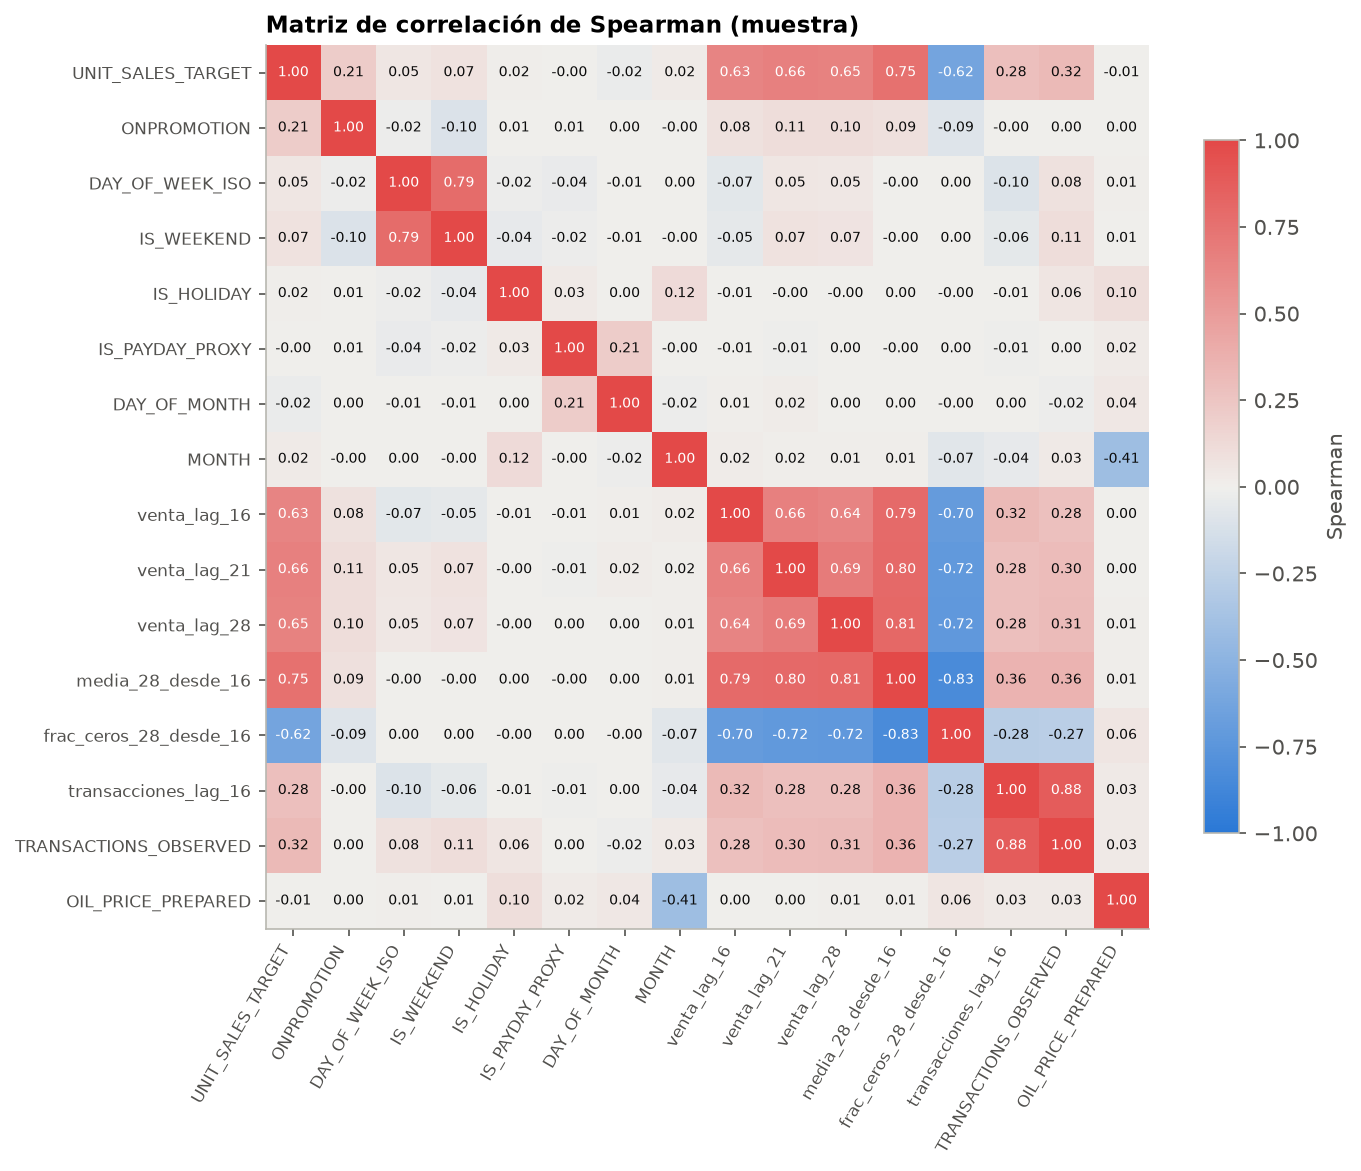 Matriz de correlación de Spearman (muestra)
UNIT_SALES_TARGET 1.00 0.21 0.05 0.07 0.02 -0.00 -0.02 0.02 0.63 0.66 0.65 0.75 -0.62 0.28 0.32 -0.01
ONPROMOTION 0.21 1.00 -0.02 -0.10 0.01 0.01 0.00 -0.00 0.08 0.11 0.10 0.09 -0.09 -0.00 0.00 0.00
DAY_OF_WEEK_ISO 0.05 -0.02 1.00 0.79 -0.02 -0.04 -0.01 0.00 -0.07 0.05 0.05 -0.00 0.00 -0.10 0.08 0.01
IS_WEEKEND 0.07 -0.10 0.79 1.00 -0.04 -0.02 -0.01 -0.00 -0.05 0.07 0.07 -0.00 0.00 -0.06 0.11 0.01
IS_HOLIDAY 0.02 0.01 -0.02 -0.04 1.00 0.03 0.00 0.12 -0.01 -0.00 -0.00 0.00 -0.00 -0.01 0.06 0.10
IS_PAYDAY_PROXY -0.00 0.01 -0.04 -0.02 0.03 1.00 0.21 -0.00 -0.01 -0.01 0.00 -0.00 0.00 -0.01 0.00 0.02
DAY_OF_MONTH -0.02 0.00 -0.01 -0.01 0.00 0.21 1.00 -0.02 0.01 0.02 0.00 0.00 -0.00 0.00 -0.02 0.04
MONTH 0.02 -0.00 0.00 -0.00 0.12 -0.00 -0.02 1.00 0.02 0.02 0.01 0.01 -0.07 -0.04 0.03 -0.41
venta_lag_16 0.63 0.08 -0.07 -0.05 -0.01 -0.01 0.01 0.02 1.00 0.66 0.64 0.79 -0.70 0.32 0.28 0.00
venta_lag_21 0.66 0.11 0.05 0.07 -0.00 -0.01 0.02 0.02 0.66 1.00 0.69 0.80 -0.72 0.28 0.30 0.00
venta_lag_28 0.65 0.10 0.05 0.07 -0.00 0.00 0.00 0.01 0.64 0.69 1.00 0.81 -0.72 0.28 0.31 0.01
media_28_desde_16 0.75 0.09 -0.00 -0.00 0.00 -0.00 0.00 0.01 0.79 0.80 0.81 1.00 -0.83 0.36 0.36 0.01
frac_ceros_28_desde_16 -0.62 -0.09 0.00 0.00 -0.00 0.00 -0.00 -0.07 -0.70 -0.72 -0.72 -0.83 1.00 -0.28 -0.27 0.06
transacciones_lag_16 0.28 -0.00 -0.10 -0.06 -0.01 -0.01 0.00 -0.04 0.32 0.28 0.28 0.36 -0.28 1.00 0.88 0.03
TRANSACTIONS_OBSERVED 0.32 0.00 0.08 0.11 0.06 0.00 -0.02 0.03 0.28 0.30 0.31 0.36 -0.27 0.88 1.00 0.03
OIL_PRICE_PREPARED -0.01 0.00 0.01 0.01 0.10 0.02 0.04 -0.41 0.00 0.00 0.01 0.01 0.06 0.03 0.03 1.00
UNIT_SALES_TARGET
ONPROMOTION
DAY_OF_WEEK_ISO
IS_WEEKEND
IS_HOLIDAY
IS_PAYDAY_PROXY
DAY_OF_MONTH
MONTH
venta_lag_16
venta_lag_21
venta_lag_28
media_28_desde_16
frac_ceros_28_desde_16
transacciones_lag_16
TRANSACTIONS_OBSERVED
OIL_PRICE_PREPARED
1.00
0.75
0.50
0.25
0.00
−0.25
−0.50
−0.75
−1.00
Spearman